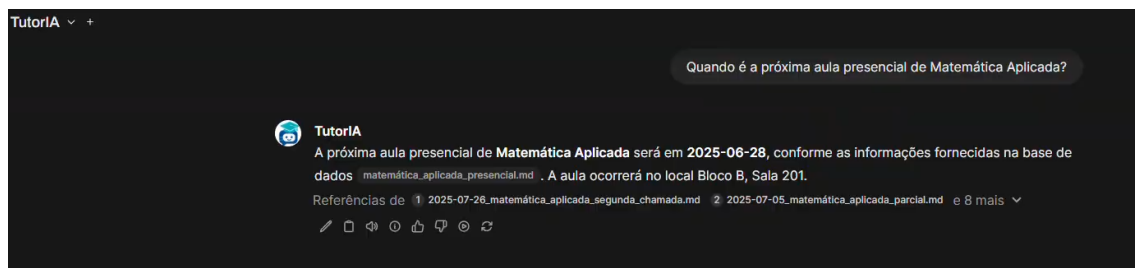 TutorIA
Quando é a próxima aula presencial de Matemática Aplicada?
TutorIA
A próxima aula presencial de Matemática Aplicada será em 2025-06-28, conforme as informações fornecidas na base de
dados matemática_aplicada_presencial.md . A aula ocorrerá no local Bloco B, Sala 201.
Referências de 1 2025-07-26_matemática_aplicada_segunda_chamada.md 2 2025-07-05_matemática_aplicada_parcial.md e 8 mais